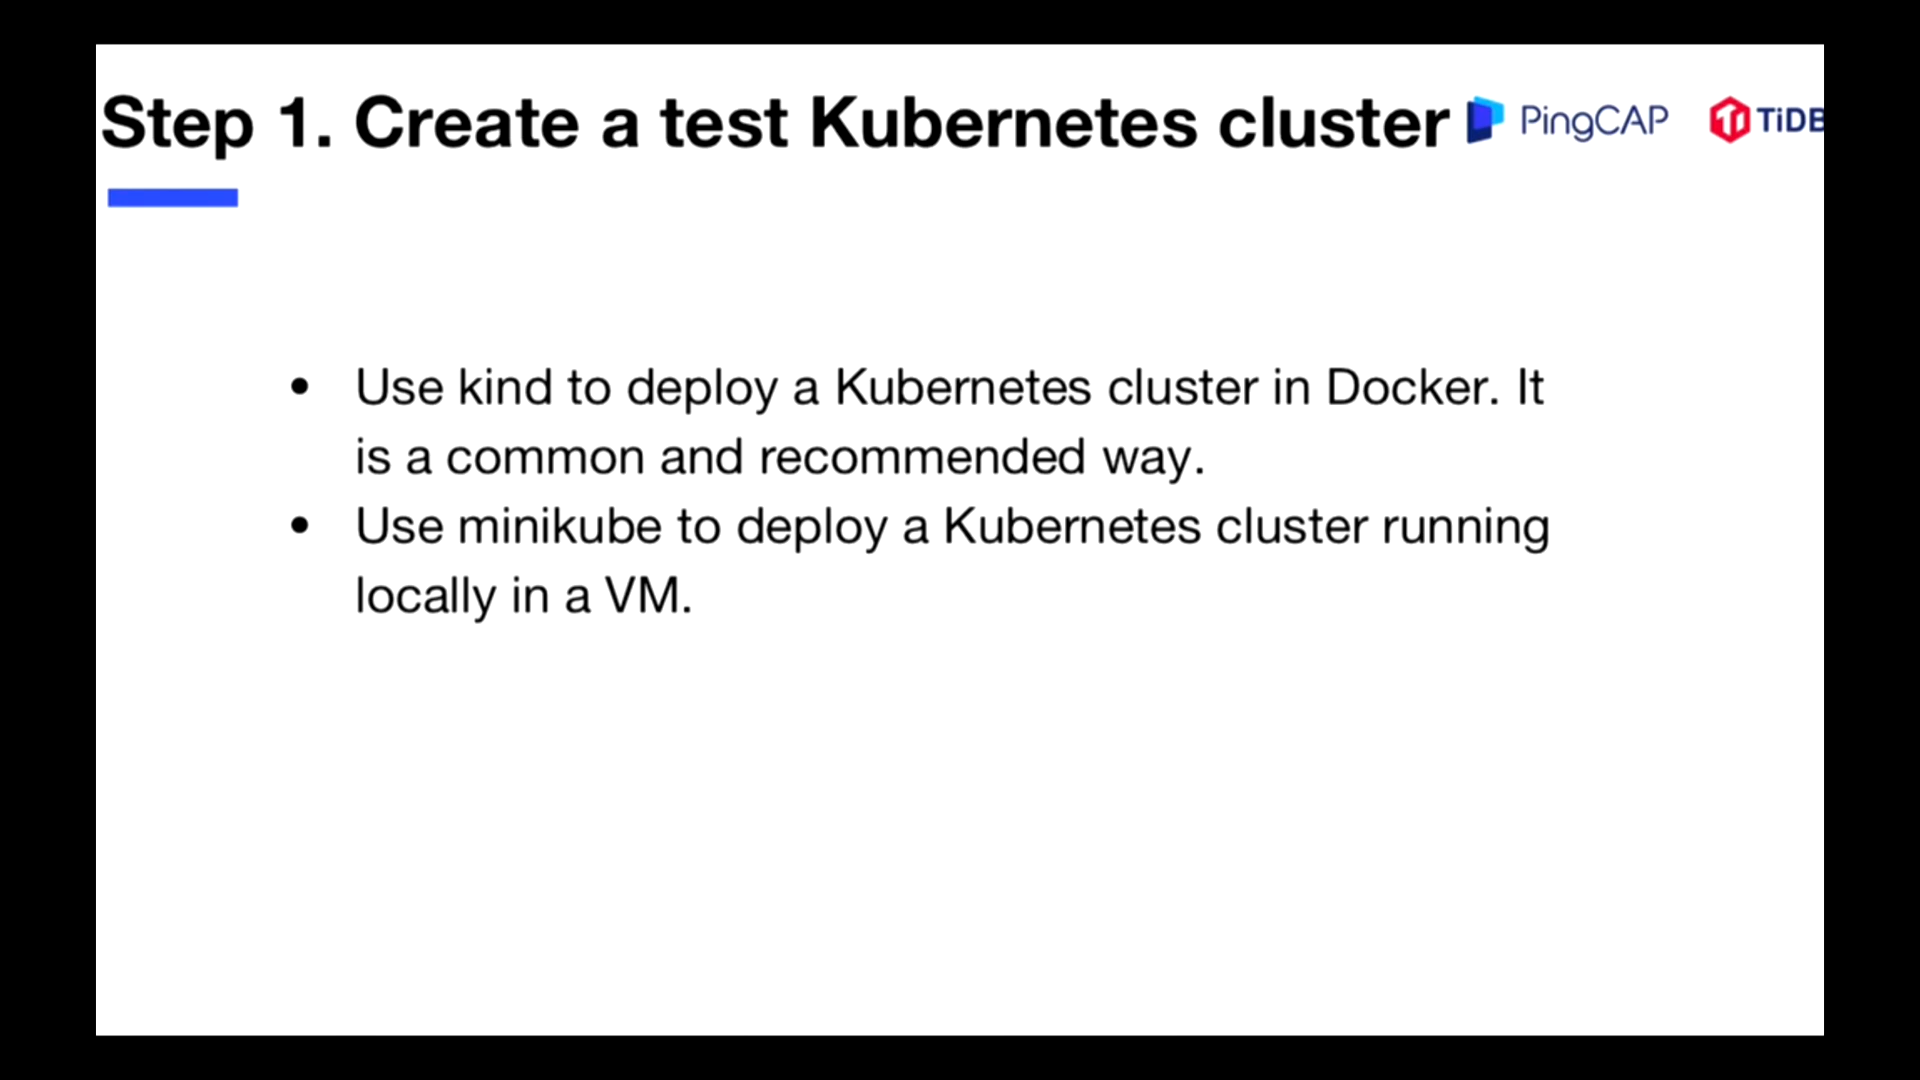 Step 1. Create a test Kubernetes cluster
PingCAP
TiDB
• Use kind to deploy a Kubernetes cluster in Docker. It
is a common and recommended way.
• Use minikube to deploy a Kubernetes cluster running
locally in a VM.